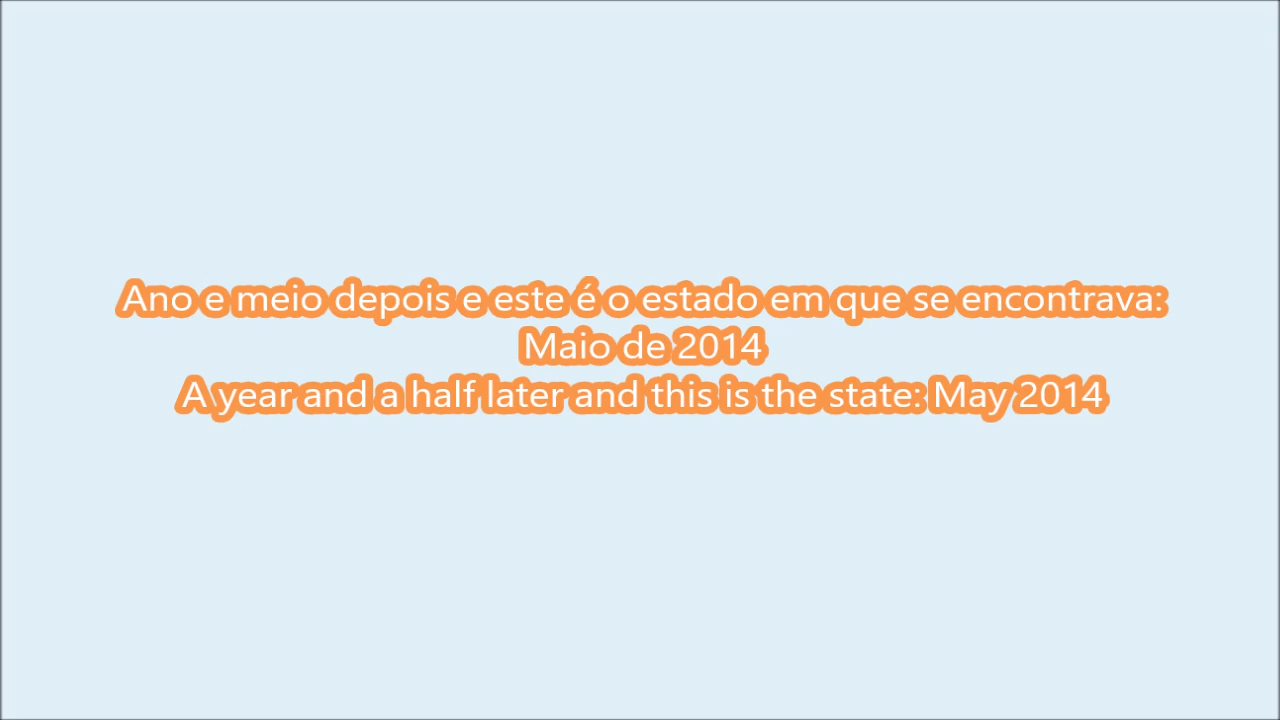 Ano e meio depois e este é o estado em que se encontrava:
Maio de 2014
A year and a half later and this is the state: May 2014